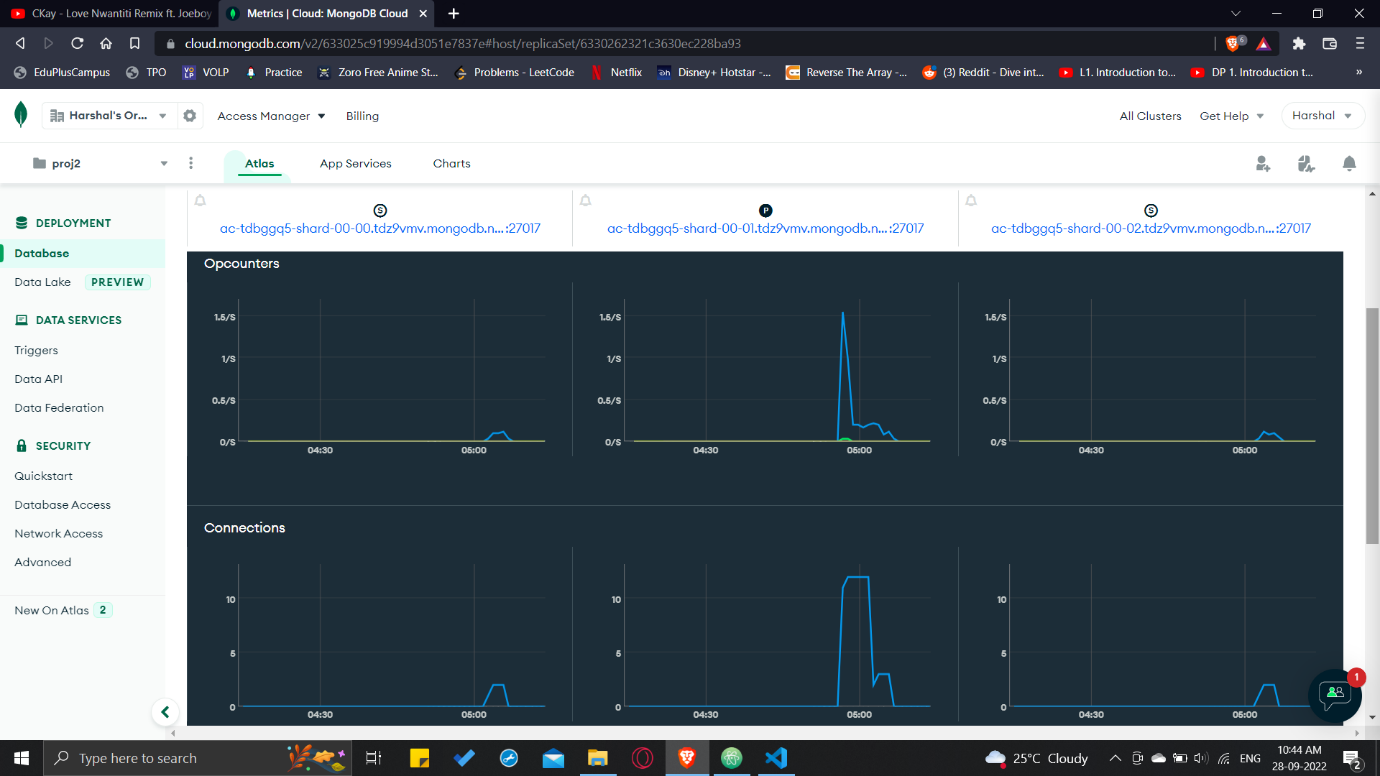 CKay - Love Nwantiti Remix ft. Joeboy
Metrics | Cloud: MongoDB Cloud
cloud.mongodb.com/v2/633025c919994d3051e7837e#host/replicaSet/6330262321c3630ec228ba93
6
EduPlusCampus TPO VOLP Practice Zoro Free Anime St... Problems - LeetCode Netflix Disney+ Hotstar -... Reverse The Array -... (3) Reddit - Dive int... L1. Introduction to... DP 1. Introduction t... »
Harshal's Or... Access Manager Billing All Clusters Get Help Harshal
proj2 Atlas App Services Charts
DEPLOYMENT
Database
Data Lake PREVIEW
DATA SERVICES
Triggers
Data API
Data Federation
SECURITY
Quickstart
Database Access
Network Access
Advanced
New On Atlas 2
S P S
ac-tdbggq5-shard-00-00.tdz9vmv.mongodb.n...:27017 ac-tdbggq5-shard-00-01.tdz9vmv.mongodb.n...:27017 ac-tdbggq5-shard-00-02.tdz9vmv.mongodb.n...:27017
Opcounters
1.5/S 1.5/S 1.5/S
1/S 1/S 1/S
0.5/S 0.5/S 0.5/S
0/S 0/S 0/S
04:30 05:00 04:30 05:00 04:30 05:00
Connections
10 10 10
5 5 5
0 0 0
04:30 05:00 04:30 05:00 04:30 05:00
1
Type here to search
25°C Cloudy
ENG
10:44 AM
28-09-2022
2